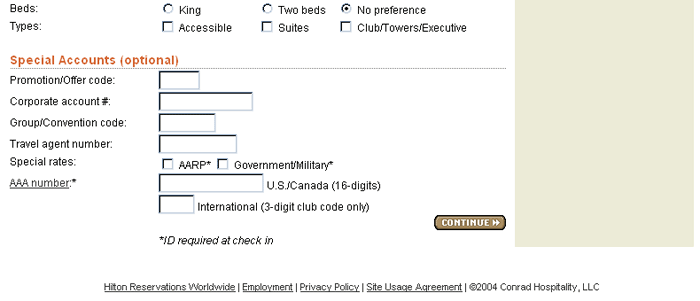 Beds: King Two beds No preference
Types: Accessible Suites Club/Towers/Executive
Special Accounts (optional)
Promotion/Offer code:
Corporate account #:
Group/Convention code:
Travel agent number:
Special rates: AARP* Government/Military*
AAA number:* U.S./Canada (16-digits)
International (3-digit club code only)
CONTINUE
*ID required at check in
Hilton Reservations Worldwide | Employment | Privacy Policy | Site Usage Agreement | ©2004 Conrad Hospitality, LLC